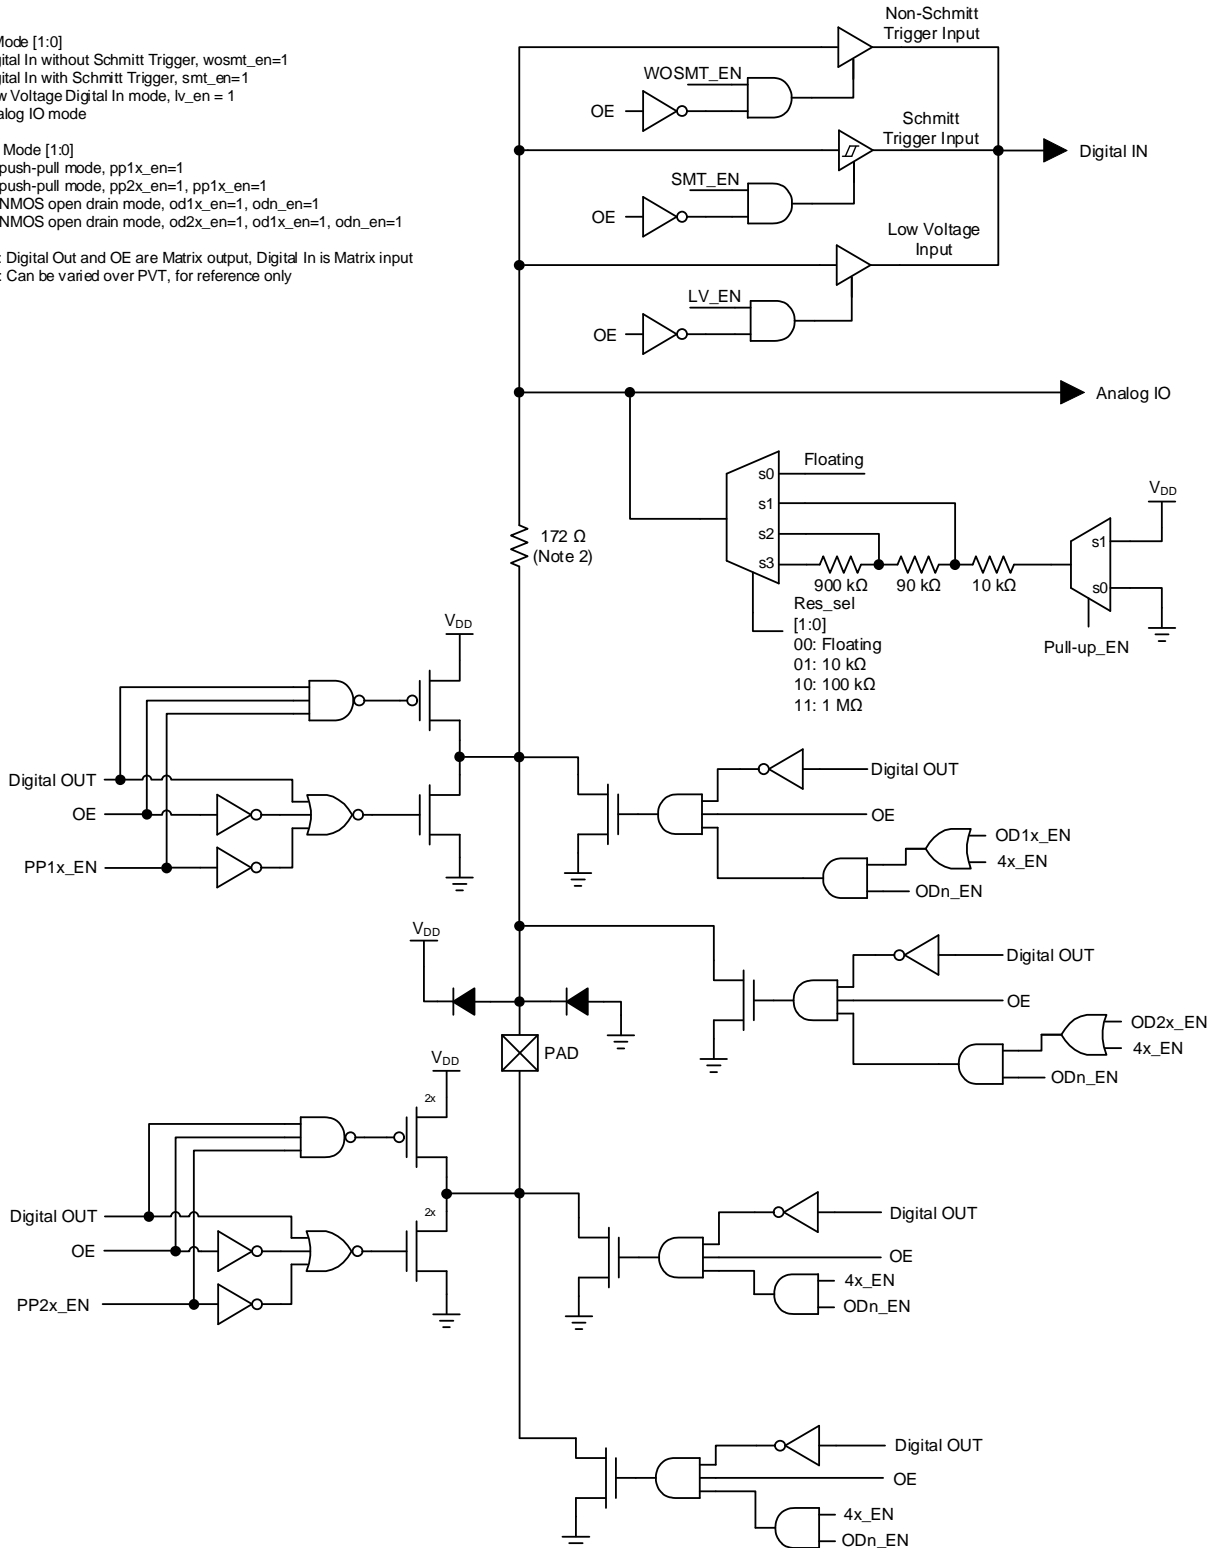 Mode [1:0]
ital In without Schmitt Trigger, wosmt_en=1
ital In with Schmitt Trigger, smt_en=1
w Voltage Digital In mode, lv_en = 1
alog IO mode
Mode [1:0]
push-pull mode, pp1x_en=1
push-pull mode, pp2x_en=1, pp1x_en=1
NMOS open drain mode, od1x_en=1, odn_en=1
NMOS open drain mode, od2x_en=1, od1x_en=1, odn_en=1
: Digital Out and OE are Matrix output, Digital In is Matrix input
: Can be varied over PVT, for reference only
Non-Schmitt
Trigger Input
WOSMT_EN
OE
Schmitt
Trigger Input
Digital IN
SMT_EN
OE
Low Voltage
Input
LV_EN
OE
Analog IO
Floating
s0
s1
s2
s3
172 Ω
(Note 2)
900 kΩ
90 kΩ
10 kΩ
VDD
s1
s0
Pull-up_EN
Res_sel
[1:0]
00: Floating
01: 10 kΩ
10: 100 kΩ
11: 1 MΩ
VDD
Digital OUT
OE
PP1x_EN
Digital OUT
OE
OD1x_EN
4x_EN
ODn_EN
VDD
Digital OUT
OE
OD2x_EN
4x_EN
ODn_EN
PAD
VDD
2x
2x
Digital OUT
OE
PP2x_EN
Digital OUT
OE
4x_EN
ODn_EN
Digital OUT
OE
4x_EN
ODn_EN